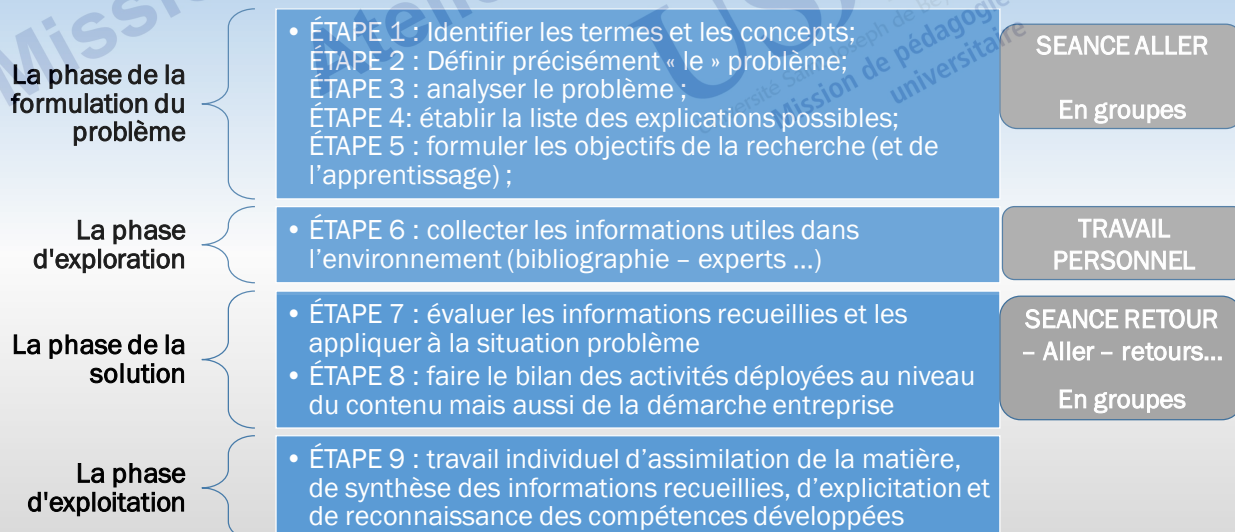 La phase de la
formulation du
problème
• ÉTAPE 1 : Identifier les termes et les concepts;
ÉTAPE 2 : Définir précisément « le » problème;
ÉTAPE 3 : analyser le problème ;
ÉTAPE 4: établir la liste des explications possibles;
ÉTAPE 5 : formuler les objectifs de la recherche (et de
l'apprentissage) ;
SEANCE ALLER
En groupes
La phase
d'exploration
• ÉTAPE 6 : collecter les informations utiles dans
l'environnement (bibliographie – experts ...)
TRAVAIL
PERSONNEL
La phase de la
solution
• ÉTAPE 7 : évaluer les informations recueillies et les
appliquer à la situation problème
• ÉTAPE 8 : faire le bilan des activités déployées au niveau
du contenu mais aussi de la démarche entreprise
SEANCE RETOUR
– Aller – retours...
En groupes
La phase
d'exploitation
• ÉTAPE 9 : travail individuel d'assimilation de la matière,
de synthèse des informations recueillies, d'explicitation et
de reconnaissance des compétences développées
Mission de pédagogie
universitaire